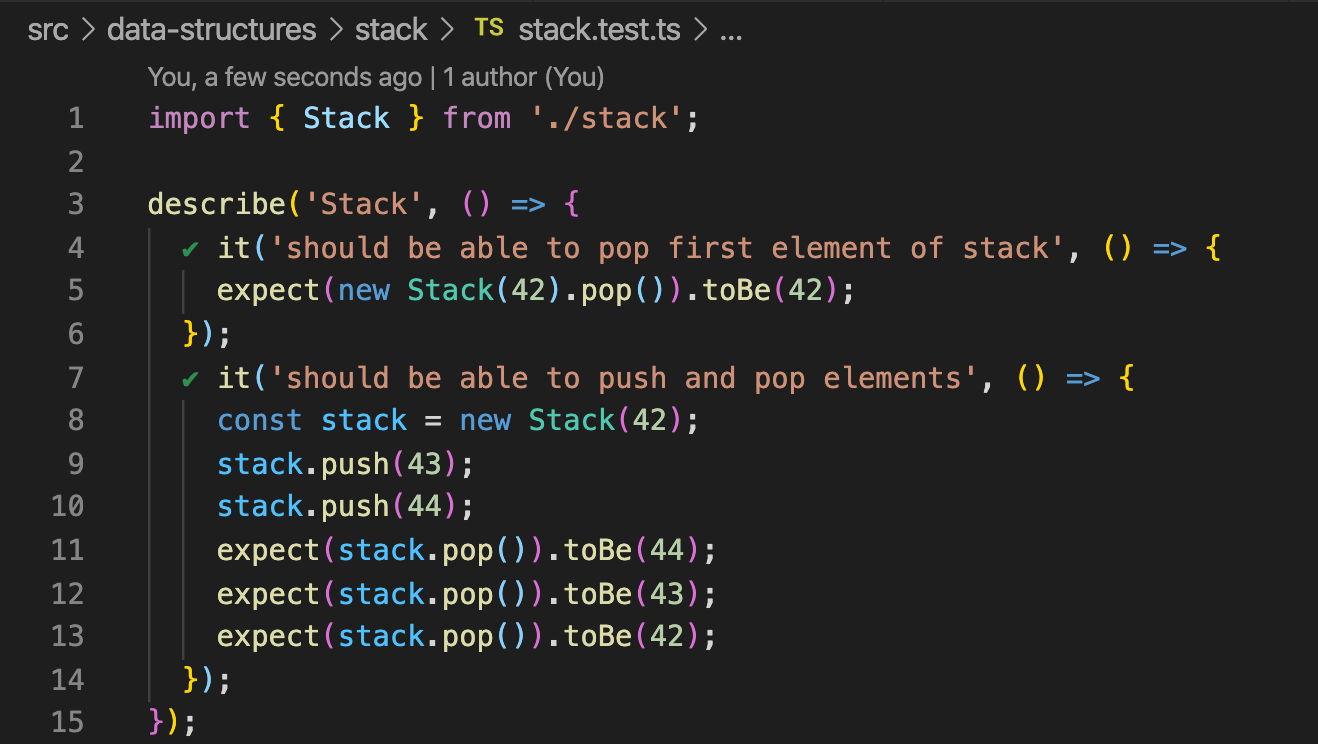 src > data-structures > stack > TS stack.test.ts > ...
You, a few seconds ago | 1 author (You)
1 import { Stack } from './stack';
2
3 describe('Stack', () => {
4 ✔ it('should be able to pop first element of stack', () => {
5 expect(new Stack(42).pop()).toBe(42);
6 });
7 ✔ it('should be able to push and pop elements', () => {
8 const stack = new Stack(42);
9 stack.push(43);
10 stack.push(44);
11 expect(stack.pop()).toBe(44);
12 expect(stack.pop()).toBe(43);
13 expect(stack.pop()).toBe(42);
14 });
15 });